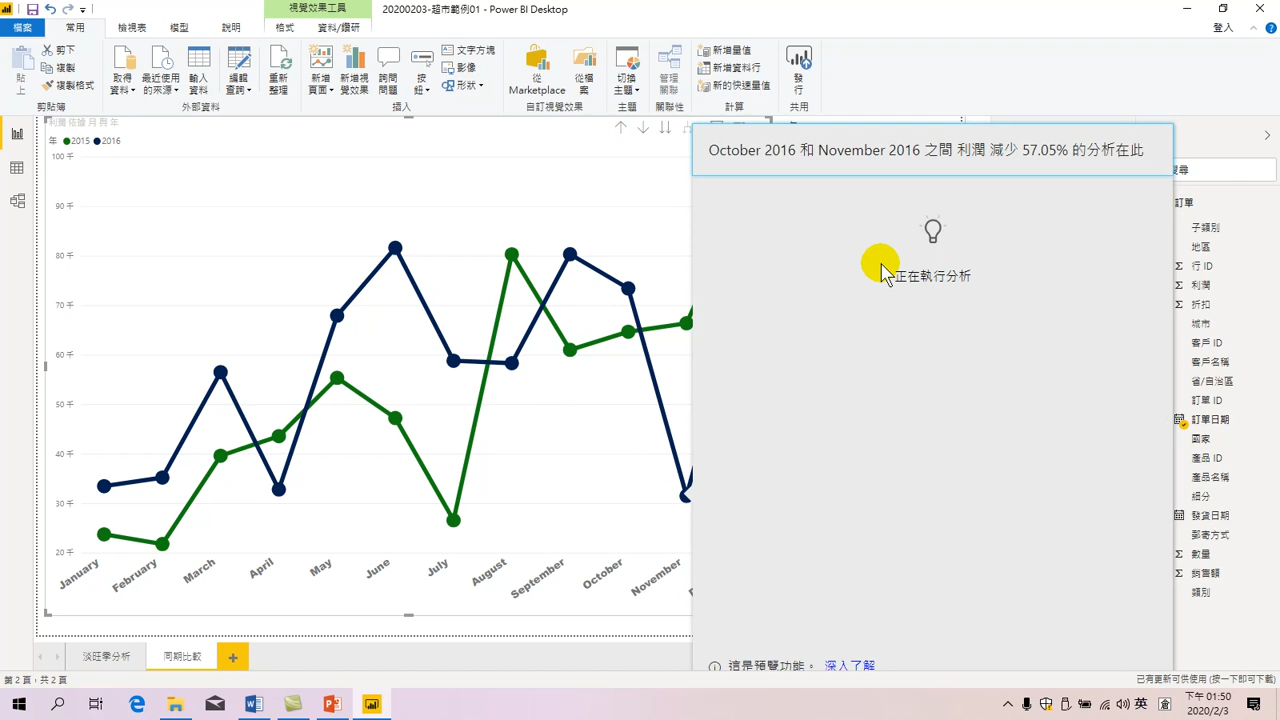 20200203-超市範例01 - Power BI Desktop
視覺效果工具
檔案 常用 檢視表 模型 說明 格式 資料/鑽研 登入
貼上
剪下
複製
複製格式
剪貼簿
取得資料
最近使用的來源
輸入資料
編輯查詢
重新整理
外部資料
新增頁面
新增視覺效果
詢問問題
按鈕
文字方塊
影像
形狀
插入
從 Marketplace
從檔案
自訂視覺效果
切換主題
主題
管理關聯
關聯性
新增量值
新增資料行
新的快速量值
計算
發行
共用
利潤 依據 月 與 年
年 2015 2016
100 千
90 千
80 千
70 千
60 千
50 千
40 千
30 千
20 千
January February March April May June July August September October November
October 2016 和 November 2016 之間 利潤 減少 57.05% 的分析在此
正在執行分析
這是預覽功能。 深入了解
搜尋
訂單
子類別
地區
行 ID
利潤
折扣
城市
客戶 ID
客戶名稱
省/自治區
訂單 ID
訂單日期
國家
產品 ID
產品名稱
細分
發貨日期
郵寄方式
數量
銷售額
類別
淡旺季分析 同期比較
第 2 頁，共 2 頁
已有更新可供使用 (按一下即可下載)
英
下午 01:50
2020/2/3